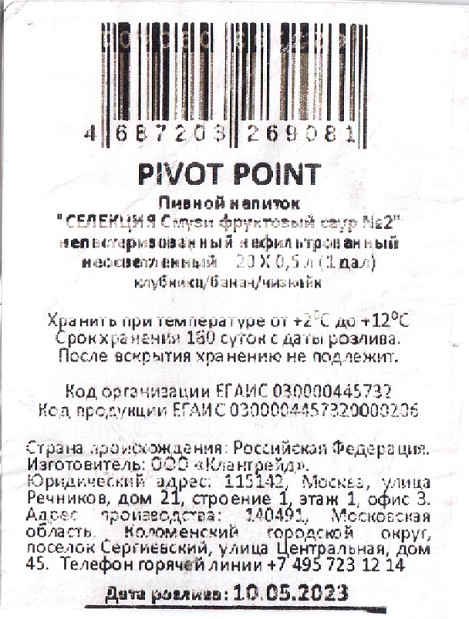 4 687203 269081
PIVOT POINT
Пивной напиток
"СЕЛЕКЦИЯ Смузи фруктовый саур №2"
непастеризованный нефильтрованный
неосветленный 20 X 0,5 л (1 дал)
клубника/банан/чизкейк
Хранить при температуре от +2⁰С до +12⁰С
Срок хранения 180 суток с даты розлива.
После вскрытия хранению не подлежит.
Код организации ЕГАИС 030000445732
Код продукции ЕГАИС 0300004457320000206
Страна происхождения: Российская Федерация.
Изготовитель: ООО «Клангрейд».
Юридический адрес: 115142, Москва, улица
Речников, дом 21, строение 1, этаж 1, офис 3.
Адрес производства: 140491, Московская
область, Коломенский городской округ,
поселок Сергиевский, улица Центральная, дом
45. Телефон горячей линии +7 495 723 12 14
Дата розлива: 10.05.2023